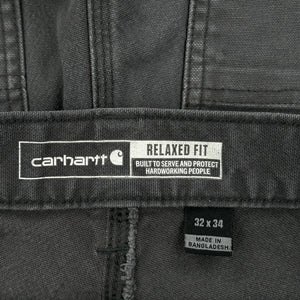 carhartt
RELAXED FIT
BUILT TO SERVE AND PROTECT
HARDWORKING PEOPLE.
32 x 34
MADE IN
BANGLADESH